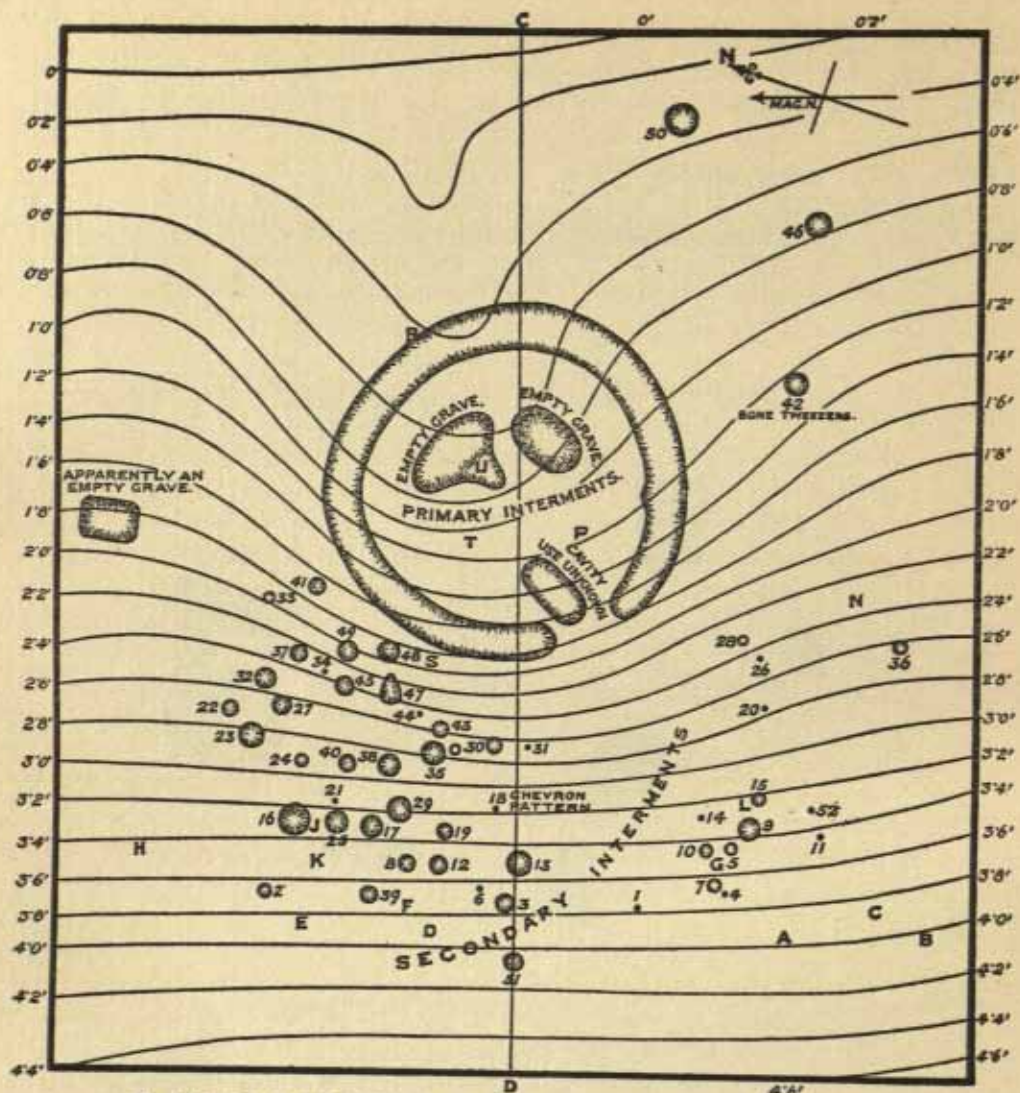 C 0' 0'2'
0' N MAG.N. 0'4'
0'2' 50 0'6'
0'4' 0'8'
0'6' 46 1'0'
0'8' 1'2'
1'0' R 1'4'
1'2' 42 1'6'
BONE TWEEZERS.
1'4' EMPTY GRAVE. EMPTY GRAVE 1'8'
1'6' U 2'0'
APPARENTLY AN
EMPTY GRAVE.
PRIMARY INTERMENTS.
1'8' 2'2'
T P
CAVITY
USE UNKNOWN
2'0' 2'4'
41 33 N
2'2' 2'6'
49 28
2'4' 37 34 48 S 26 36 2'8'
32 45 47
2'6' 22 27 44 20 3'0'
2'8' 23 43 3'2'
24 40 38 35 30 31
3'0' 3'4'
21 18 CHEVRON
PATTERN
15
3'2' 29 L 14 52 3'6'
16 J 25 17 19 9 11
3'4' H K 8 12 13 10 5 G 3'8'
3'6' 2 39 6 3 1 7 4 4'0'
3'8' E F D A C B
4'0' SECONDARY INTERMENTS 4'2'
51
4'2' 4'4'
4'4' 4'6'
D 4'6'